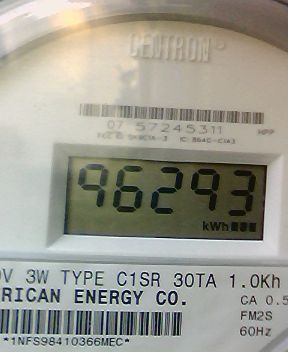 CENTRON
07 57245311 HPP
96293
kWh
V 3W TYPE C1SR 30TA 1.0Kh
RICAN ENERGY CO.
CA 0.5
FM2S
60Hz
*1NFS98410366MEC*